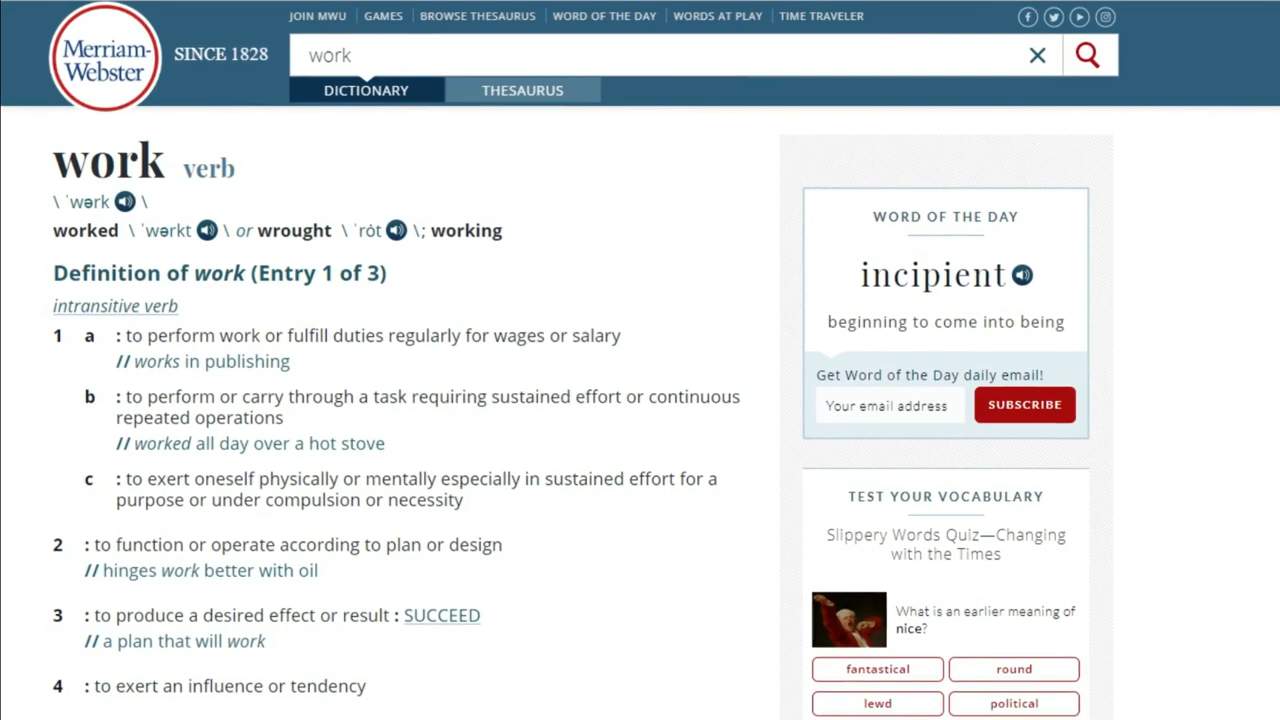 JOIN MWU GAMES BROWSE THESAURUS WORD OF THE DAY WORDS AT PLAY TIME TRAVELER
Merriam-
Webster
SINCE 1828
work
DICTIONARY THESAURUS
work verb
\ ˈwərk \
worked \ ˈwərkt \ or wrought \ ˈrȯt \; working
Definition of work (Entry 1 of 3)
intransitive verb
1 a : to perform work or fulfill duties regularly for wages or salary
// works in publishing
b : to perform or carry through a task requiring sustained effort or continuous
repeated operations
// worked all day over a hot stove
c : to exert oneself physically or mentally especially in sustained effort for a
purpose or under compulsion or necessity
2 : to function or operate according to plan or design
// hinges work better with oil
3 : to produce a desired effect or result : SUCCEED
// a plan that will work
4 : to exert an influence or tendency
WORD OF THE DAY
incipient
beginning to come into being
Get Word of the Day daily email!
Your email address SUBSCRIBE
TEST YOUR VOCABULARY
Slippery Words Quiz—Changing
with the Times
What is an earlier meaning of
nice?
fantastical round
lewd political